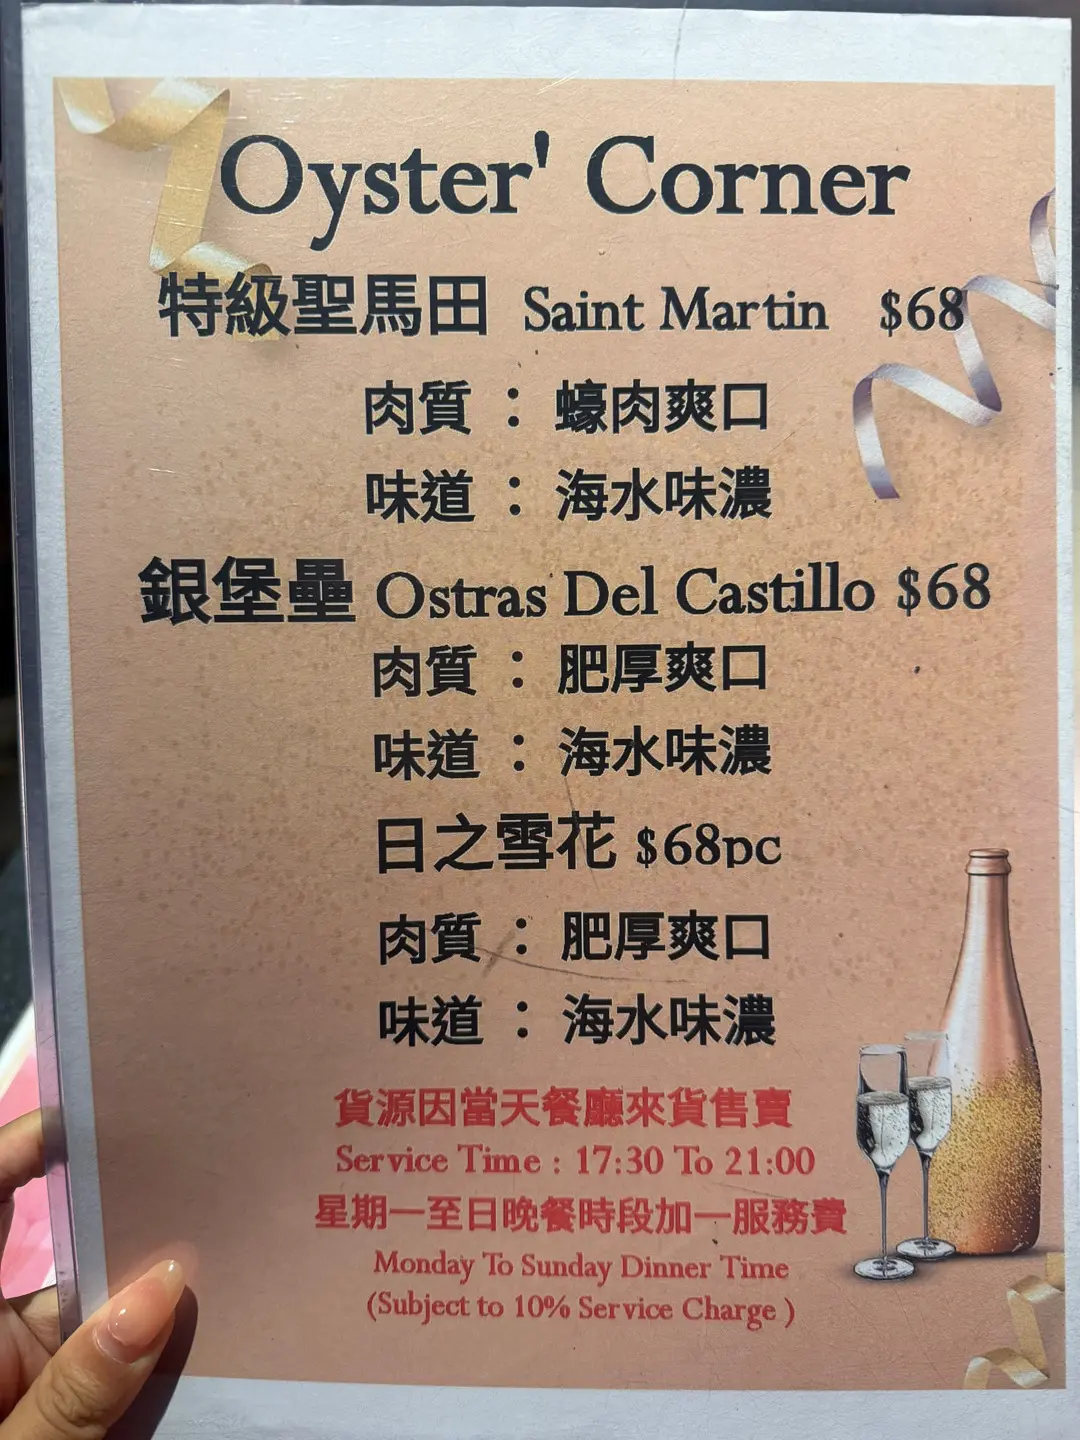 Oyster' Corner
特級聖馬田 Saint Martin $68
肉質：蠔肉爽口
味道：海水味濃
銀堡壘 Ostras Del Castillo $68
肉質：肥厚爽口
味道：海水味濃
日之雪花 $68pc
肉質：肥厚爽口
味道：海水味濃
貨源因當天餐廳來貨售賣
Service Time : 17:30 To 21:00
星期一至日晚餐時段加一服務費
Monday To Sunday Dinner Time
(Subject to 10% Service Charge )